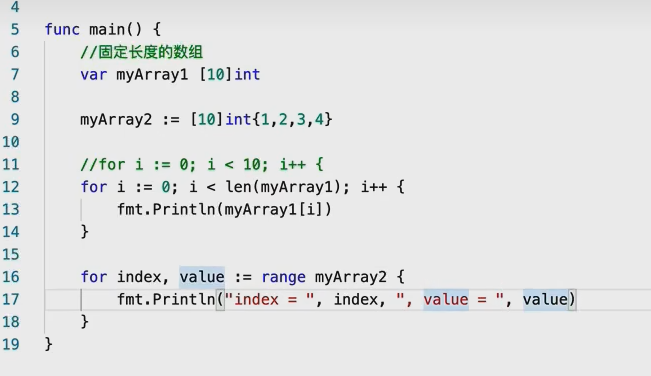 4
5 func main() {
6 //固定长度的数组
7 var myArray1 [10]int
8
9 myArray2 := [10]int{1,2,3,4}
10
11 //for i := 0; i < 10; i++ {
12 for i := 0; i < len(myArray1); i++ {
13 fmt.Println(myArray1[i])
14 }
15
16 for index, value := range myArray2 {
17 fmt.Println("index = ", index, ", value = ", value)
18 }
19 }